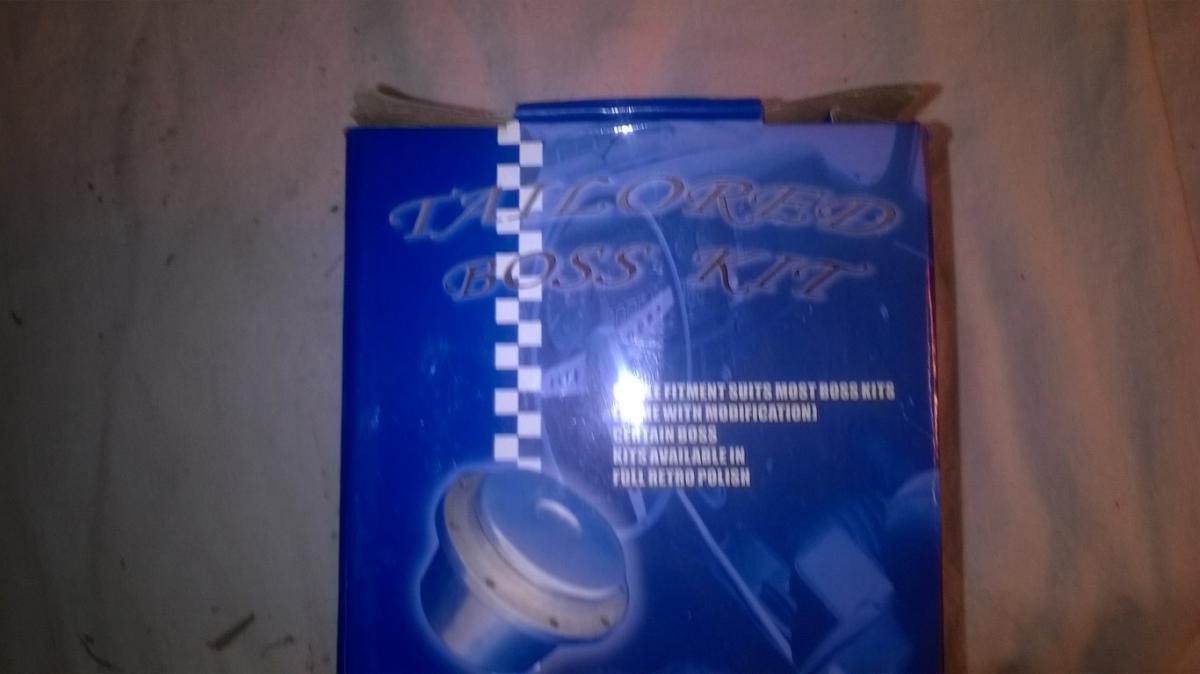 TAILORED
BOSS KIT
FITMENT SUITS MOST BOSS KITS
WITH MODIFICATION)
CERTAIN BOSS
KITS AVAILABLE IN
FULL RETRO POLISH